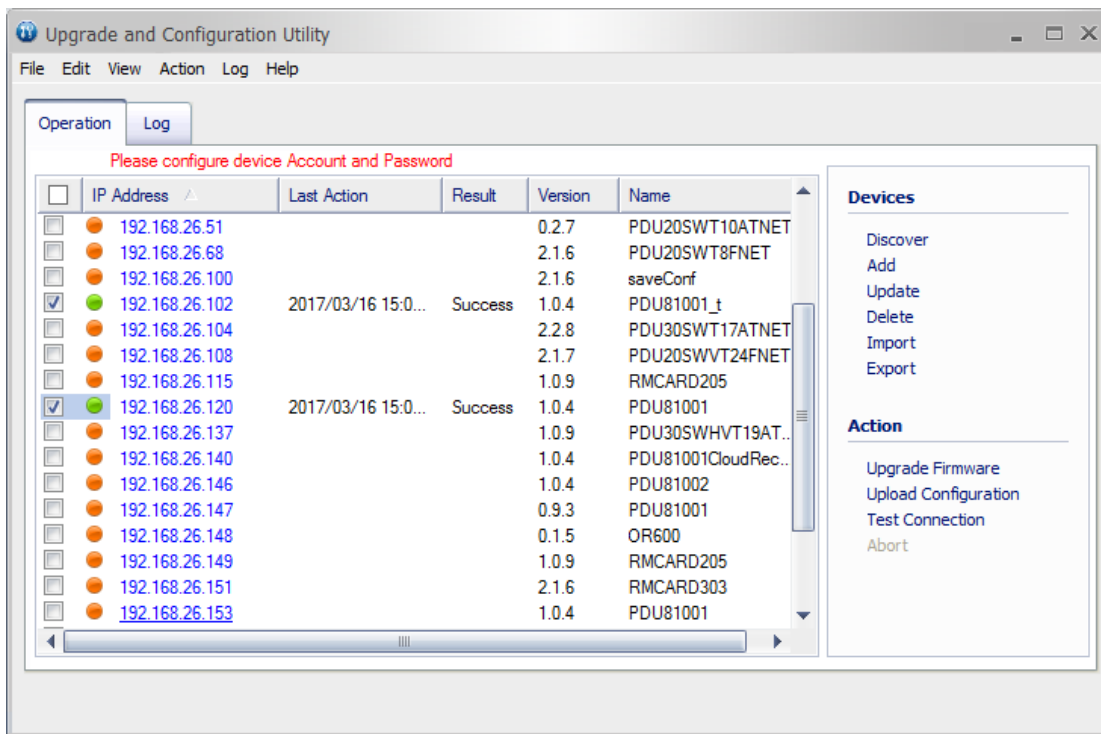 Upgrade and Configuration Utility
File Edit View Action Log Help
Operation Log
Please configure device Account and Password
IP Address Last Action Result Version Name
192.168.26.51 0.2.7 PDU20SWT10ATNET
192.168.26.68 2.1.6 PDU20SWT8FNET
192.168.26.100 2.1.6 saveConf
192.168.26.102 2017/03/16 15:0... Success 1.0.4 PDU81001_t
192.168.26.104 2.2.8 PDU30SWT17ATNET
192.168.26.108 2.1.7 PDU20SWVT24FNET
192.168.26.115 1.0.9 RMCARD205
192.168.26.120 2017/03/16 15:0... Success 1.0.4 PDU81001
192.168.26.137 1.0.9 PDU30SWHVT19AT...
192.168.26.140 1.0.4 PDU81001CloudRec...
192.168.26.146 1.0.4 PDU81002
192.168.26.147 0.9.3 PDU81001
192.168.26.148 0.1.5 OR600
192.168.26.149 1.0.9 RMCARD205
192.168.26.151 2.1.6 RMCARD303
192.168.26.153 1.0.4 PDU81001
Devices
Discover
Add
Update
Delete
Import
Export
Action
Upgrade Firmware
Upload Configuration
Test Connection
Abort